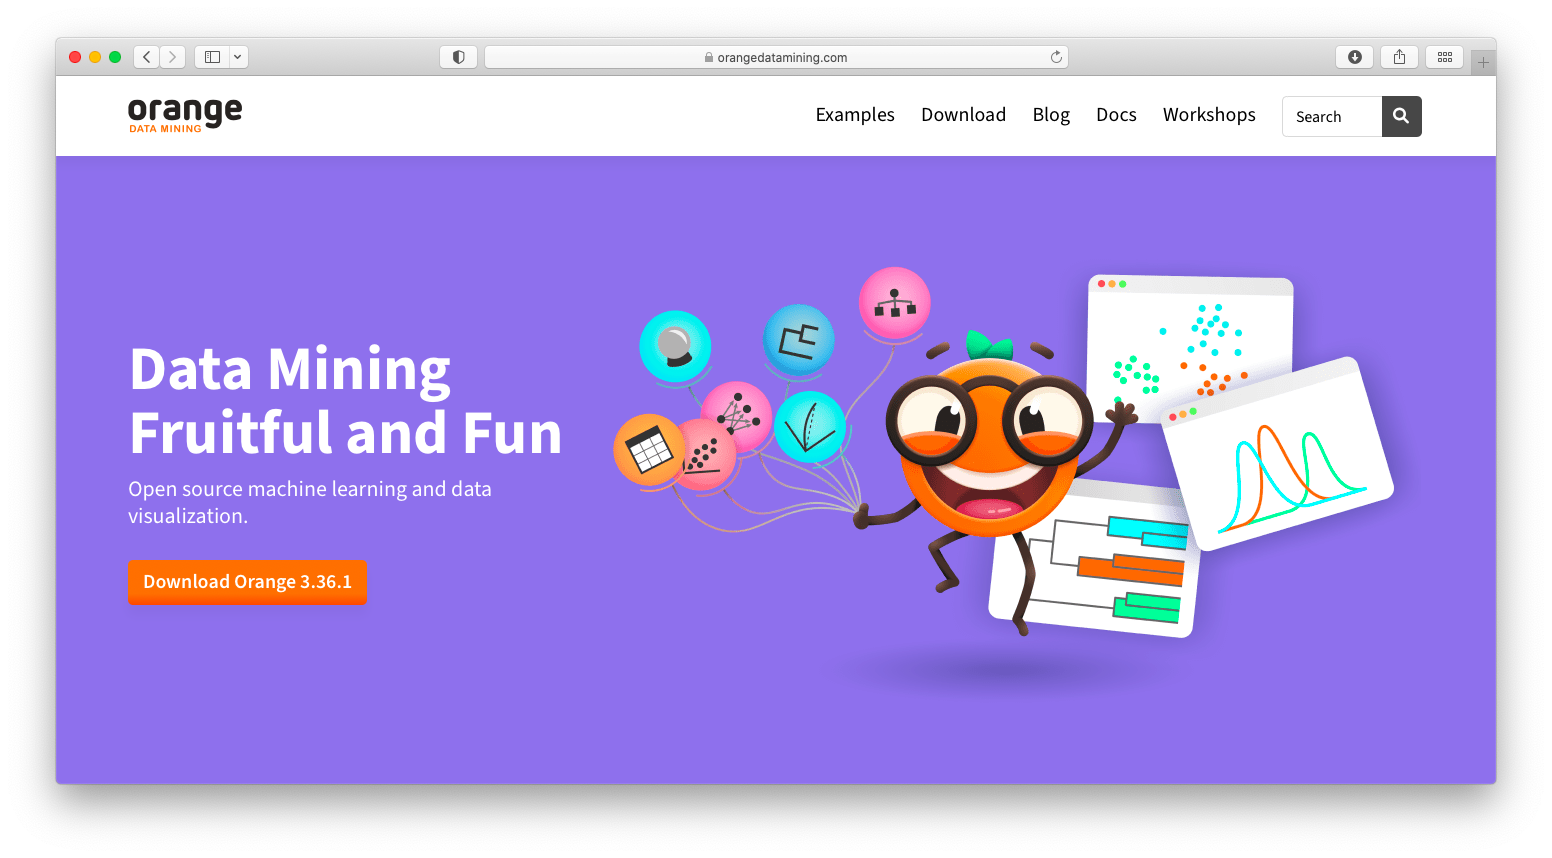 orangedatamining.com
orange
DATA MINING
Examples Download Blog Docs Workshops Search
Data Mining
Fruitful and Fun
Open source machine learning and data
visualization.
Download Orange 3.36.1